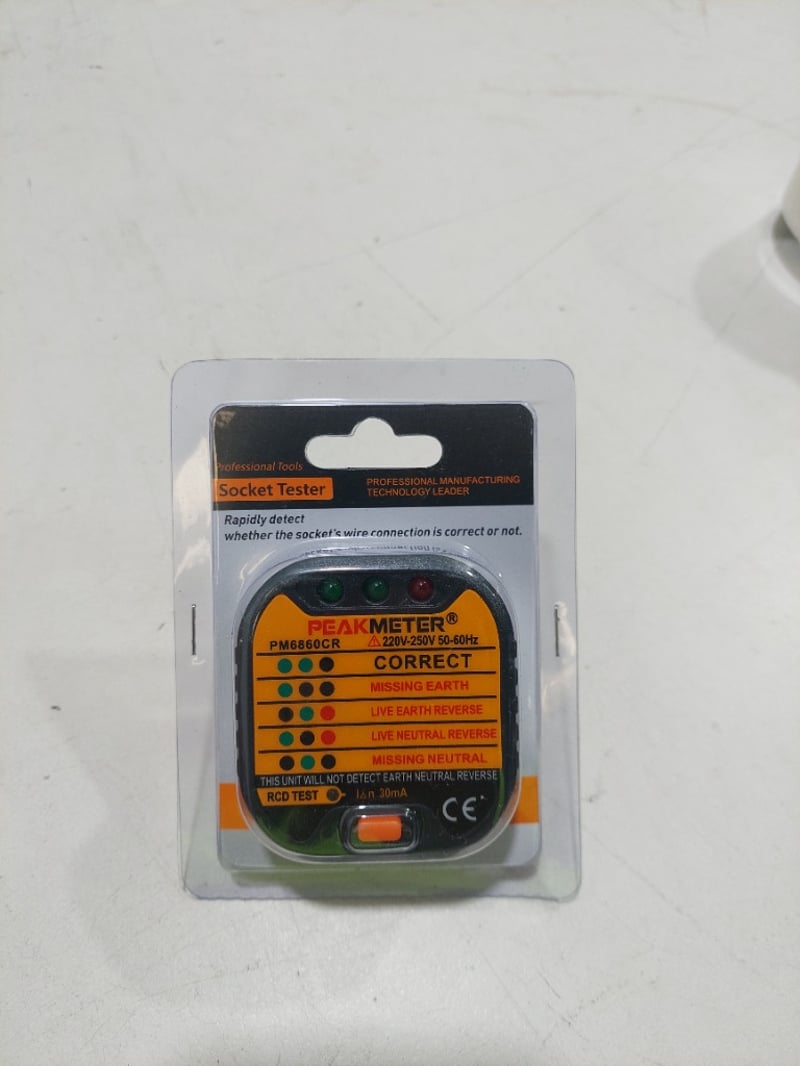 Professional Tools
Socket Tester
PROFESSIONAL MANUFACTURING
TECHNOLOGY LEADER
Rapidly detect
whether the socket's wire connection is correct or not.
PEAKMETER®
PM6860CR
220V-250V 50-60Hz
CORRECT
MISSING EARTH
LIVE EARTH REVERSE
LIVE NEUTRAL REVERSE
MISSING NEUTRAL
THIS UNIT WILL NOT DETECT EARTH NEUTRAL REVERSE
RCD TEST
I△n 30mA
CE